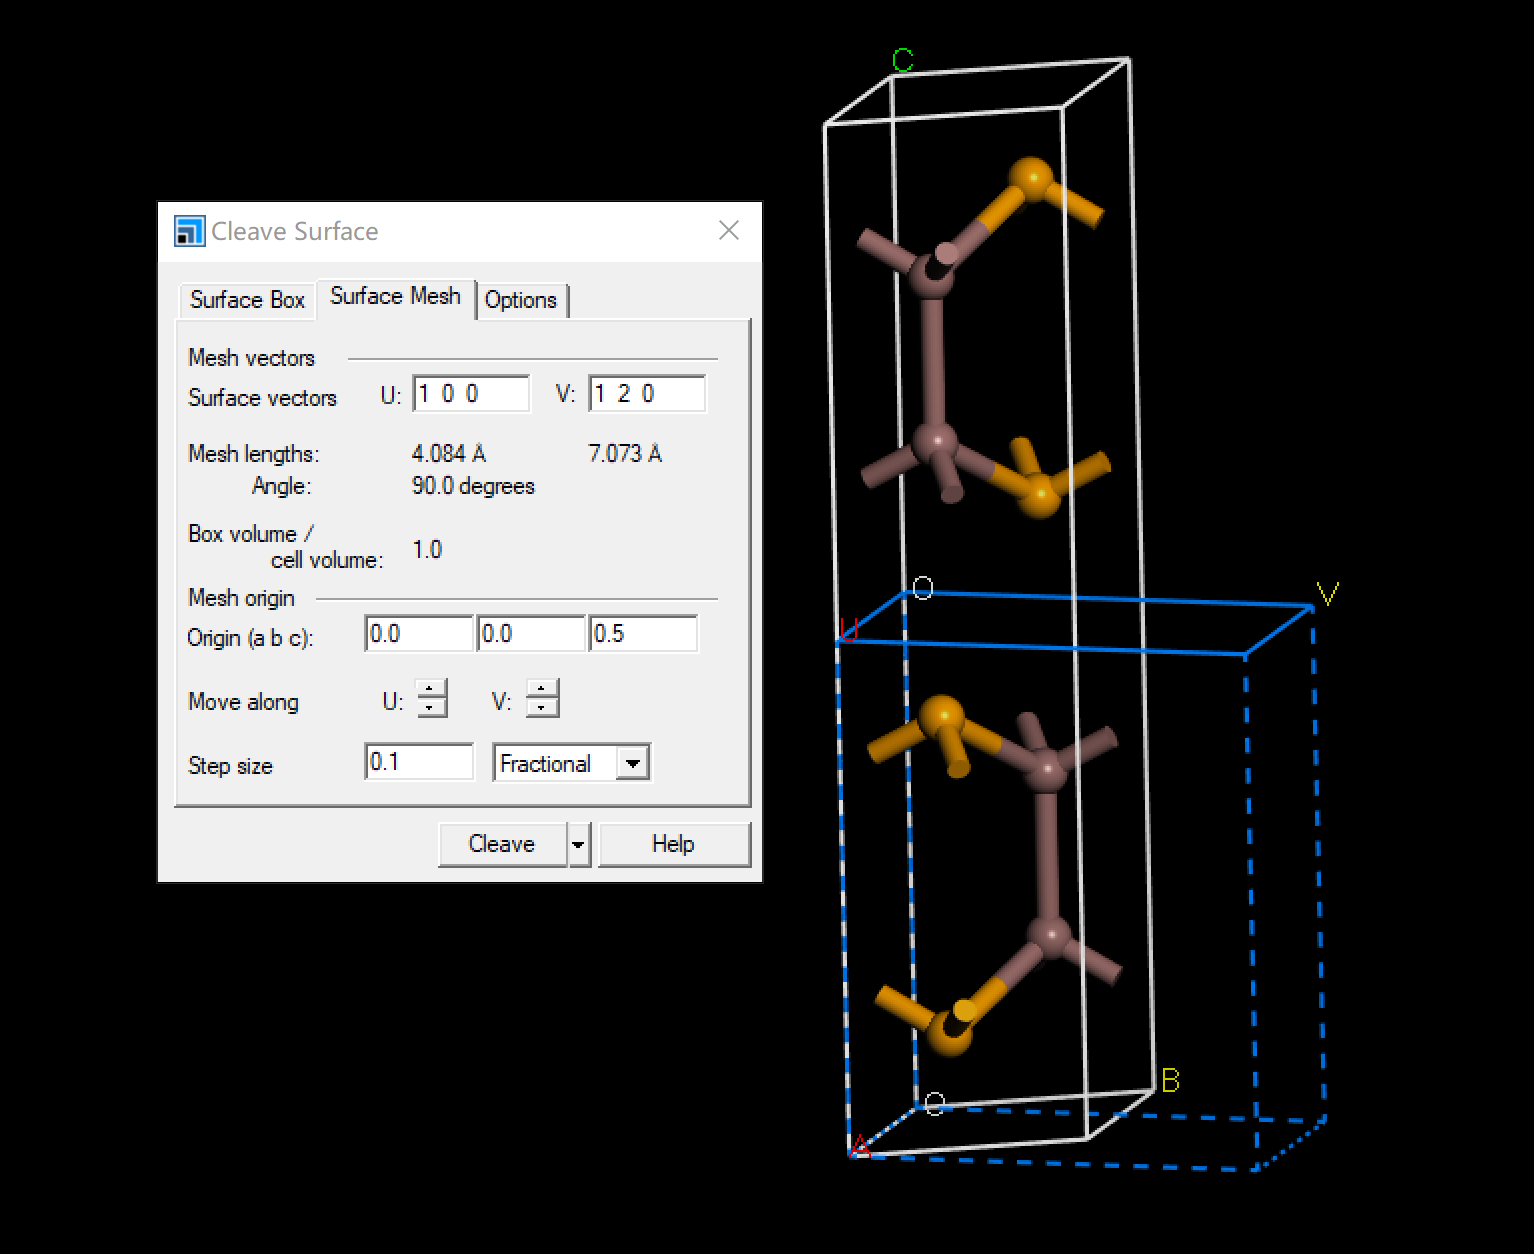 Cleave Surface
Surface Box Surface Mesh Options
Mesh vectors
Surface vectors U: 1 0 0 V: 1 2 0
Mesh lengths: 4.084 Å 7.073 Å
Angle: 90.0 degrees
Box volume /
cell volume: 1.0
Mesh origin
Origin (a b c): 0.0 0.0 0.5
Move along U: V:
Step size 0.1 Fractional
Cleave Help
C
O
V
U
B
O
A